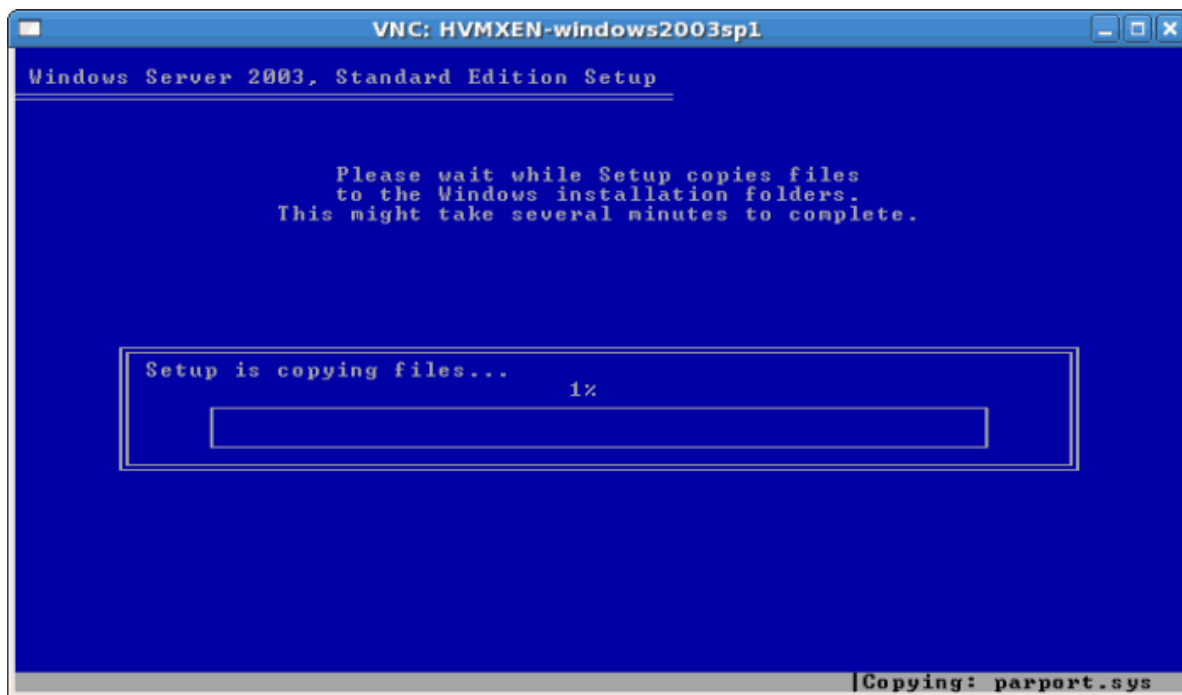 VNC: HVMXEN-windows2003sp1
Windows Server 2003, Standard Edition Setup
Please wait while Setup copies files
to the Windows installation folders.
This might take several minutes to complete.
Setup is copying files...
1%
|Copying: parport.sys